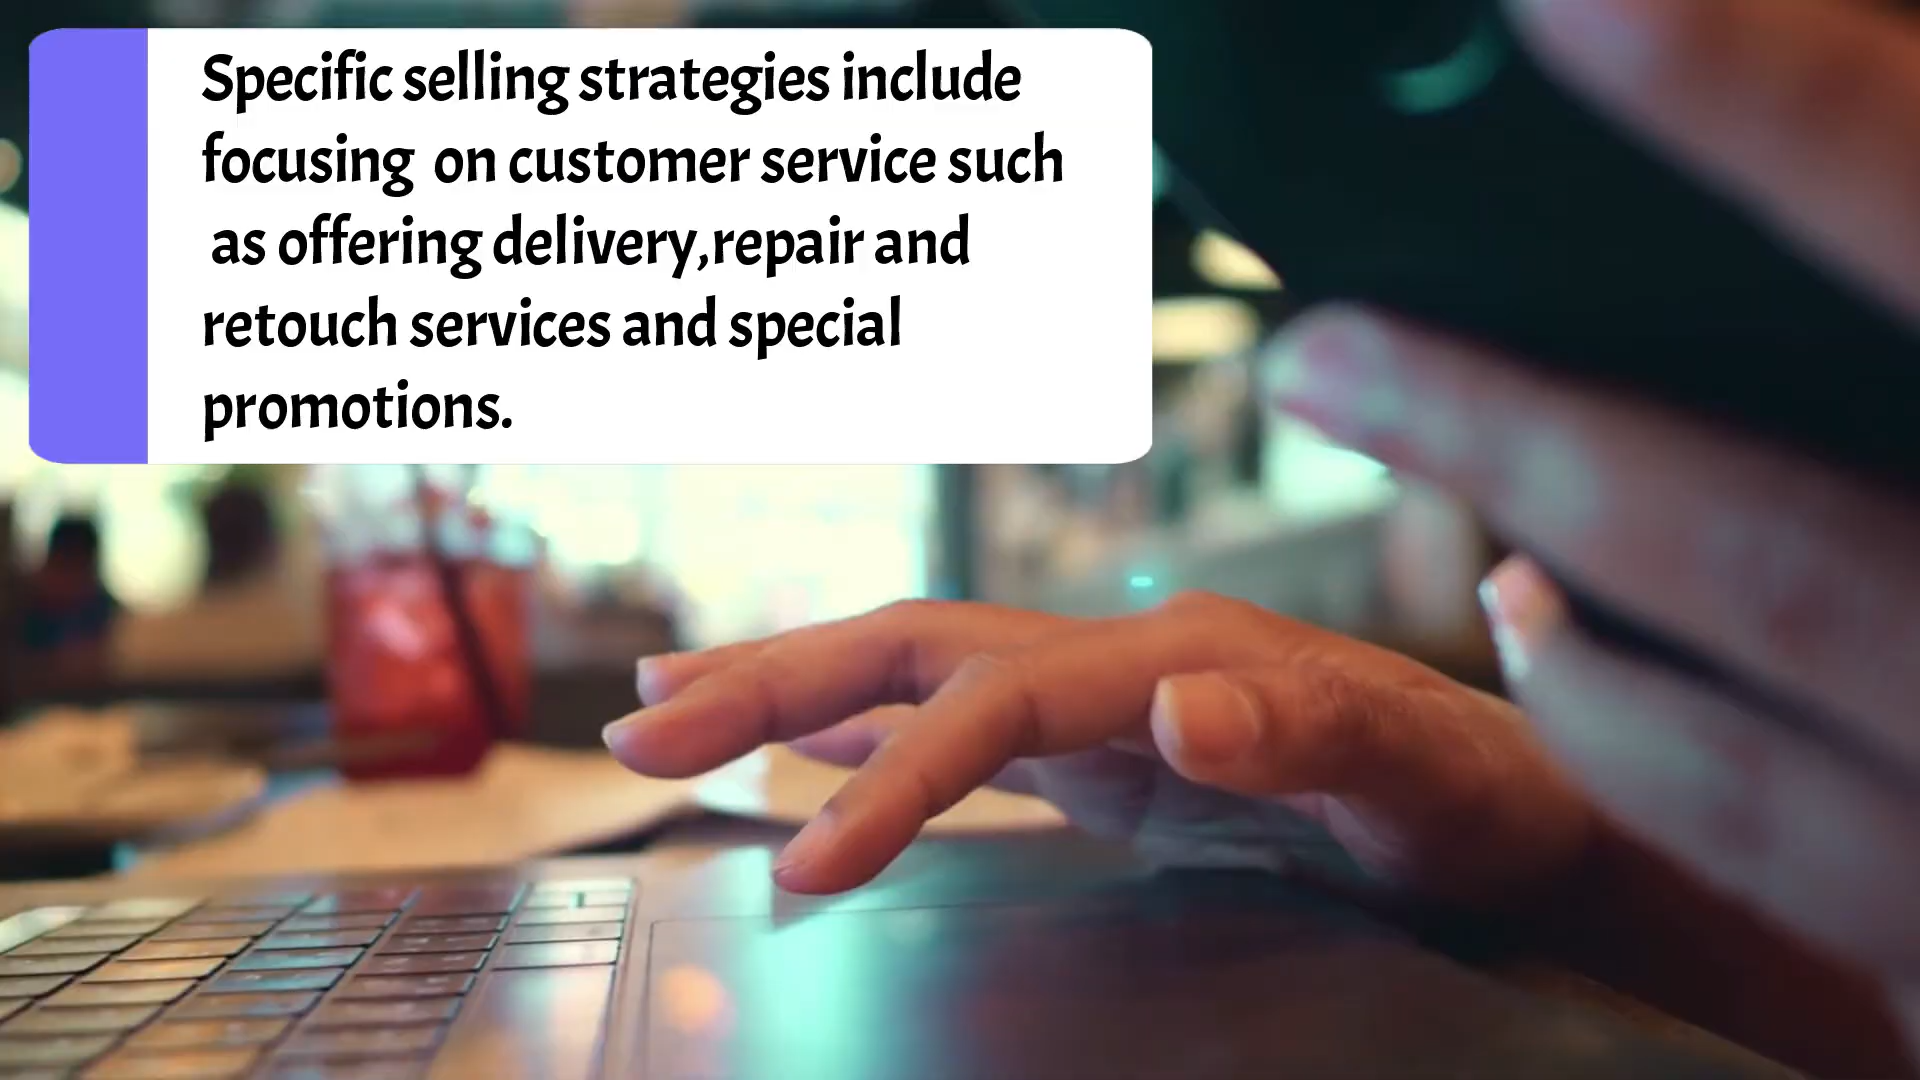 Specific selling strategies include
focusing  on customer service such
as offering delivery,repair and
retouch services and special
promotions.